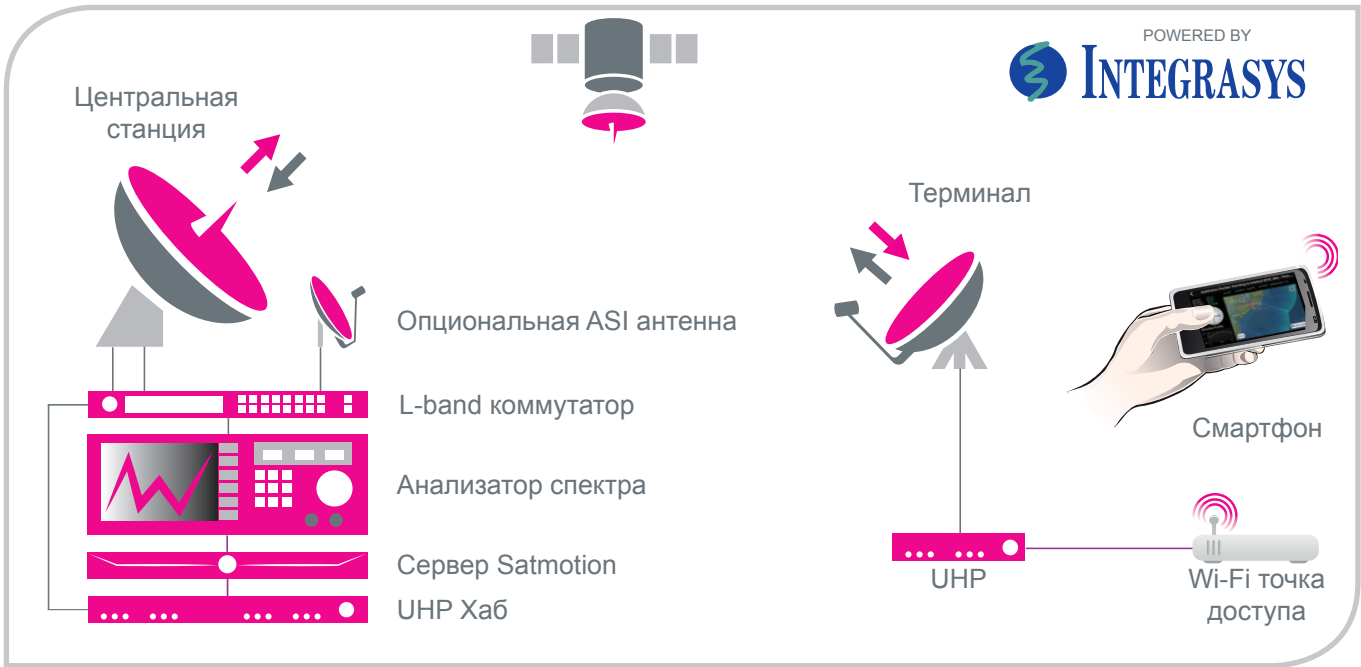 POWERED BY
INTEGRASYS
Центральная
станция
Терминал
Опциональная ASI антенна
L-band коммутатор
Смартфон
Анализатор спектра
Сервер Satmotion
UHP
Wi-Fi точка
доступа
UHP Хаб